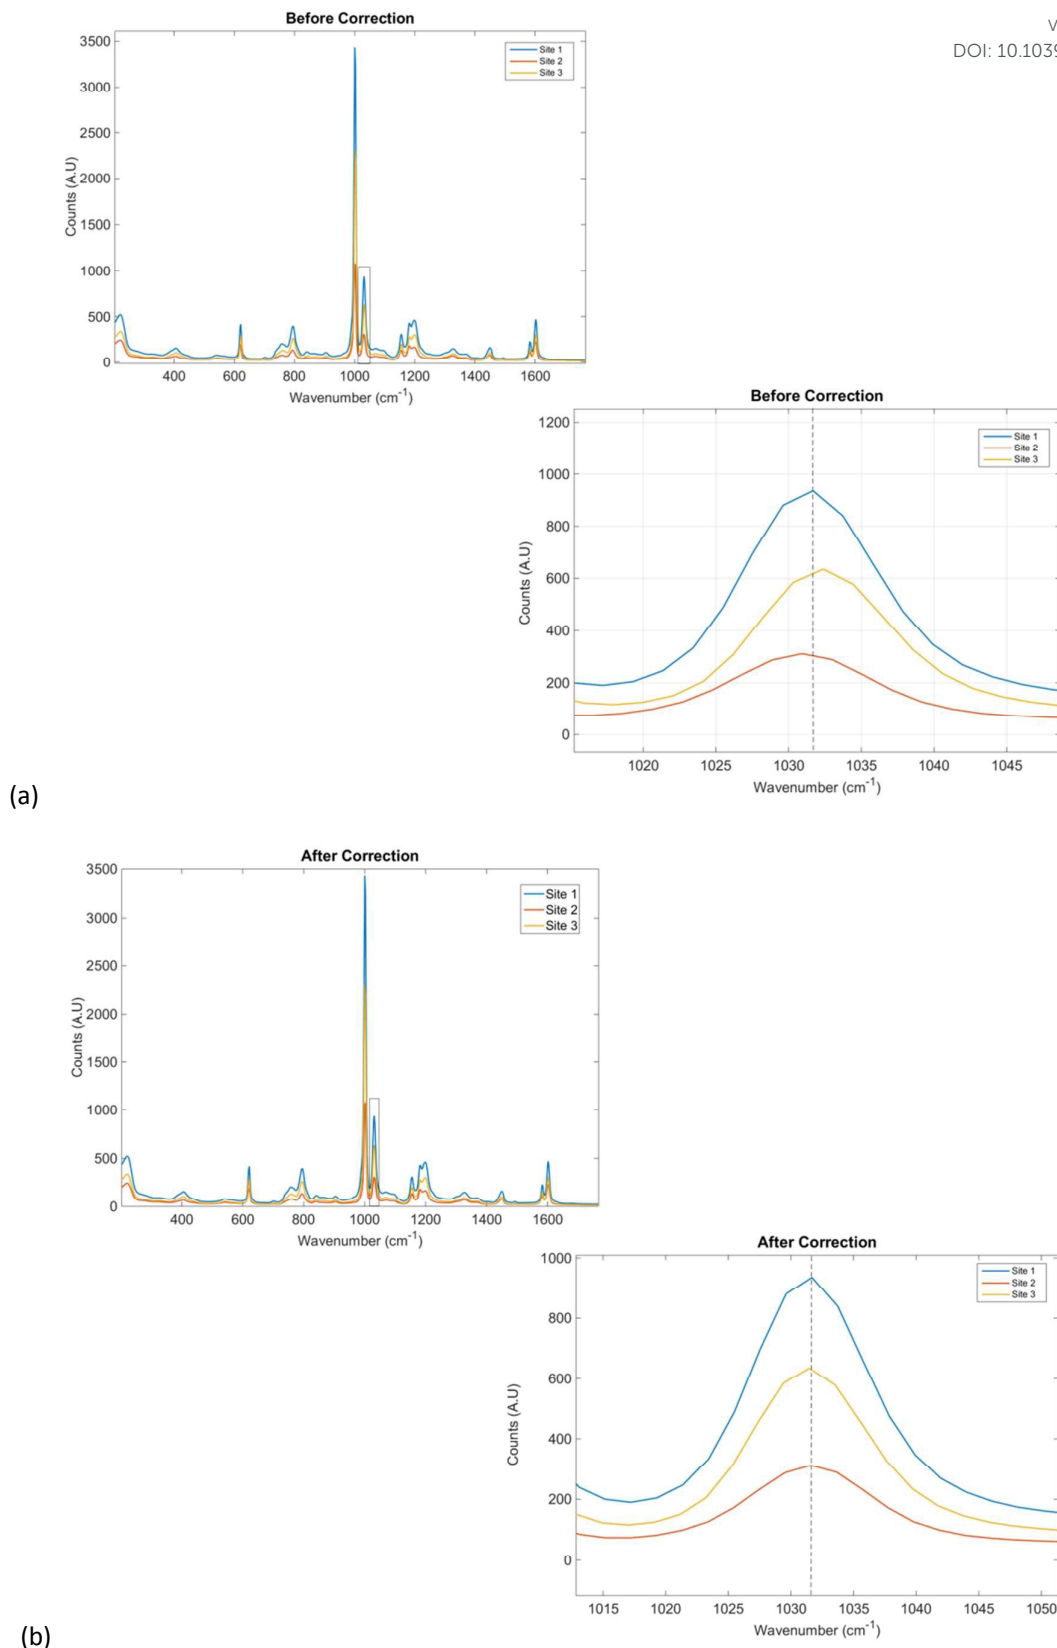 V
DOI: 10.1039
Before Correction
3500
3000
2500
2000
1500
1000
500
0
Counts (A.U)
Site 1
Site 2
Site 3
400 600 800 1000 1200 1400 1600
Wavenumber (cm-1)
Before Correction
1200
1000
800
600
400
200
0
Counts (A.U)
Site 1
Site 2
Site 3
1020 1025 1030 1035 1040 1045
Wavenumber (cm-1)
(a)
After Correction
3500
3000
2500
2000
1500
1000
500
0
Counts (A.U)
Site 1
Site 2
Site 3
400 600 800 1000 1200 1400 1600
Wavenumber (cm-1)
After Correction
1000
800
600
400
200
0
Counts (A.U)
Site 1
Site 2
Site 3
1015 1020 1025 1030 1035 1040 1045 1050
Wavenumber (cm-1)
(b)